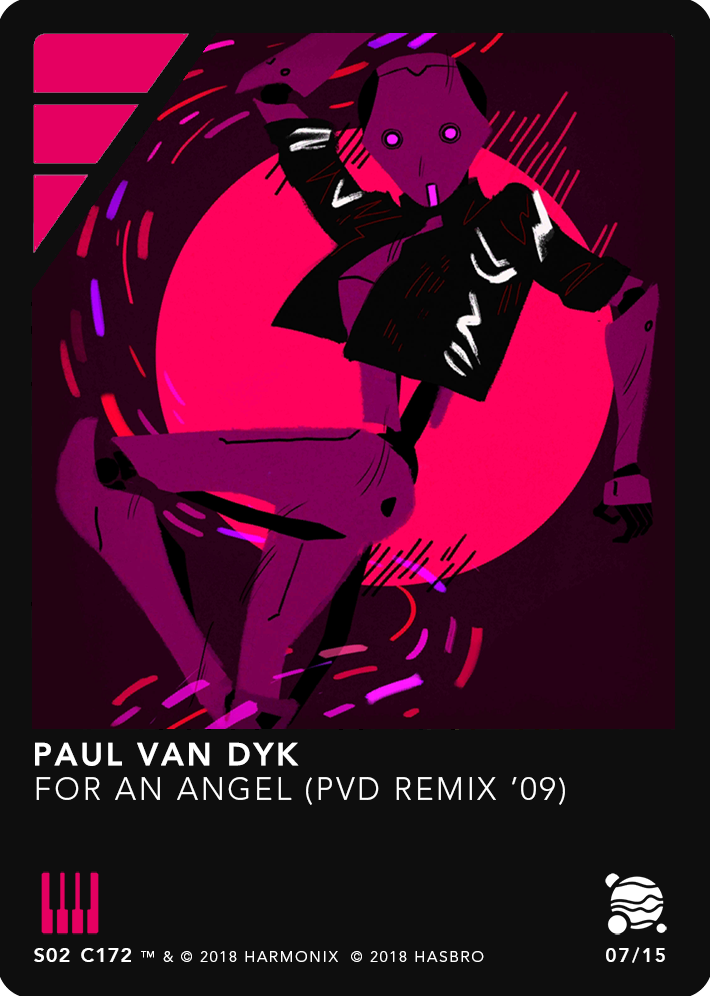 PAUL VAN DYK
FOR AN ANGEL (PVD REMIX ’09)
S02 C172 ™ & © 2018 HARMONIX © 2018 HASBRO
07/15